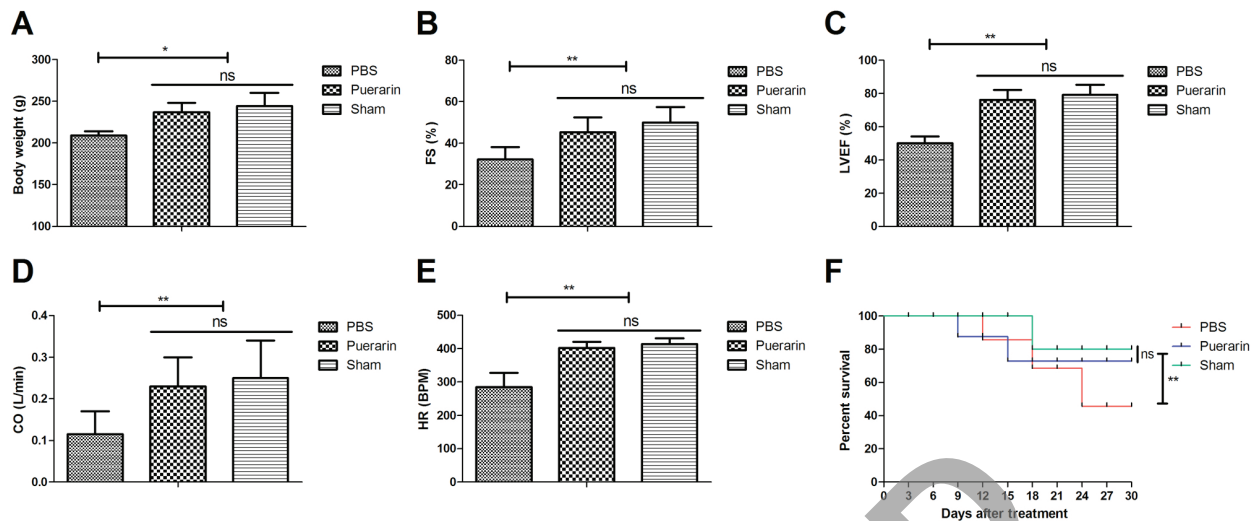 A
Body weight (g)
300
250
200
150
100
*
ns
PBS
Puerarin
Sham
B
FS (%)
80
60
40
20
0
**
ns
PBS
Puerarin
Sham
C
LVEF (%)
100
80
60
40
20
0
**
ns
PBS
Puerarin
Sham
D
CO (L/min)
0.4
0.3
0.2
0.1
0.0
**
ns
PBS
Puerarin
Sham
E
HR (BPM)
500
400
300
200
100
0
**
ns
PBS
Puerarin
Sham
F
Percent survival
100
80
60
40
20
0
0 3 6 9 12 15 18 21 24 27 30
Days after treatment
ns
**
PBS
Puerarin
Sham